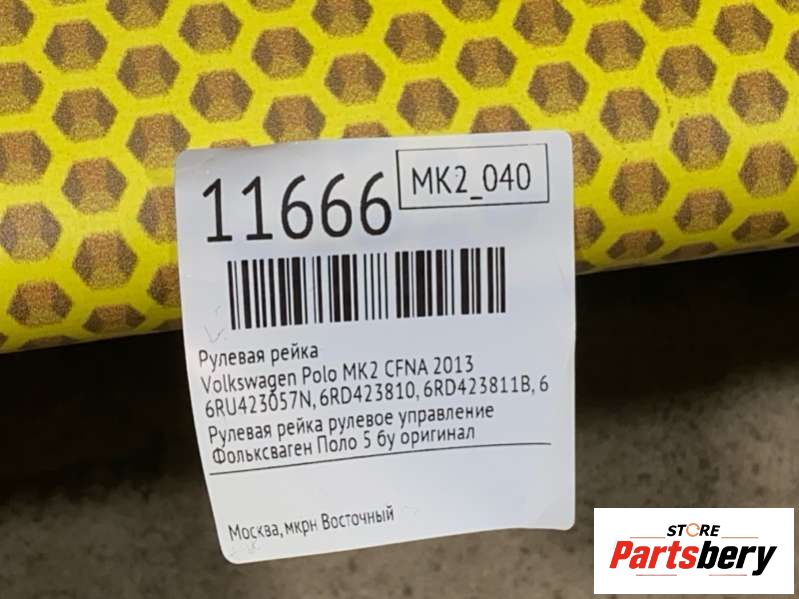 11666
MK2_040
Рулевая рейка
Volkswagen Polo MK2 CFNA 2013
6RU423057N, 6RD423810, 6RD423811B, 6
Рулевая рейка рулевое управление
Фольксваген Поло 5 бу оригинал
Москва, мкрн Восточный
STORE
Partsbery